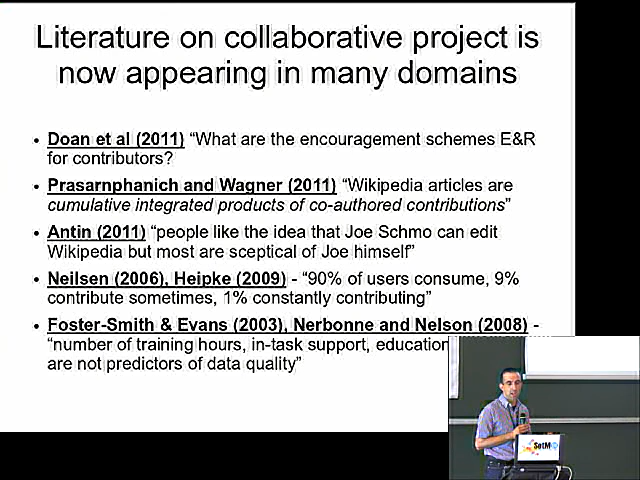 Literature on collaborative project is
now appearing in many domains
• Doan et al (2011) “What are the encouragement schemes E&R
for contributors?
• Prasarnphanich and Wagner (2011) “Wikipedia articles are
cumulative integrated products of co-authored contributions”
• Antin (2011) “people like the idea that Joe Schmo can edit
Wikipedia but most are sceptical of Joe himself”
• Neilsen (2006), Heipke (2009) - “90% of users consume, 9%
contribute sometimes, 1% constantly contributing”
• Foster-Smith & Evans (2003), Nerbonne and Nelson (2008) -
“number of training hours, in-task support, education
are not predictors of data quality”